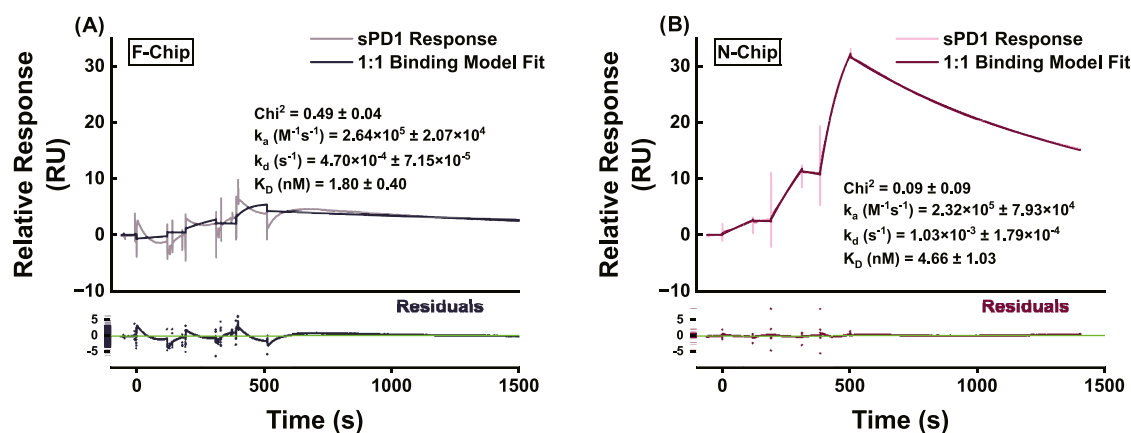 (A)
F-Chip
sPD1 Response
1:1 Binding Model Fit
Chi² = 0.49 ± 0.04
kₐ (M⁻¹s⁻¹) = 2.64×10⁵ ± 2.07×10⁴
k_d (s⁻¹) = 4.70×10⁻⁴ ± 7.15×10⁻⁵
K_D (nM) = 1.80 ± 0.40
Relative Response
(RU)
30
20
10
0
−10
Residuals
5
0
-5
0
500
1000
1500
Time (s)
(B)
N-Chip
sPD1 Response
1:1 Binding Model Fit
Chi² = 0.09 ± 0.09
kₐ (M⁻¹s⁻¹) = 2.32×10⁵ ± 7.93×10⁴
k_d (s⁻¹) = 1.03×10⁻³ ± 1.79×10⁻⁴
K_D (nM) = 4.66 ± 1.03
Relative Response
(RU)
30
20
10
0
−10
Residuals
5
0
-5
0
500
1000
1500
Time (s)